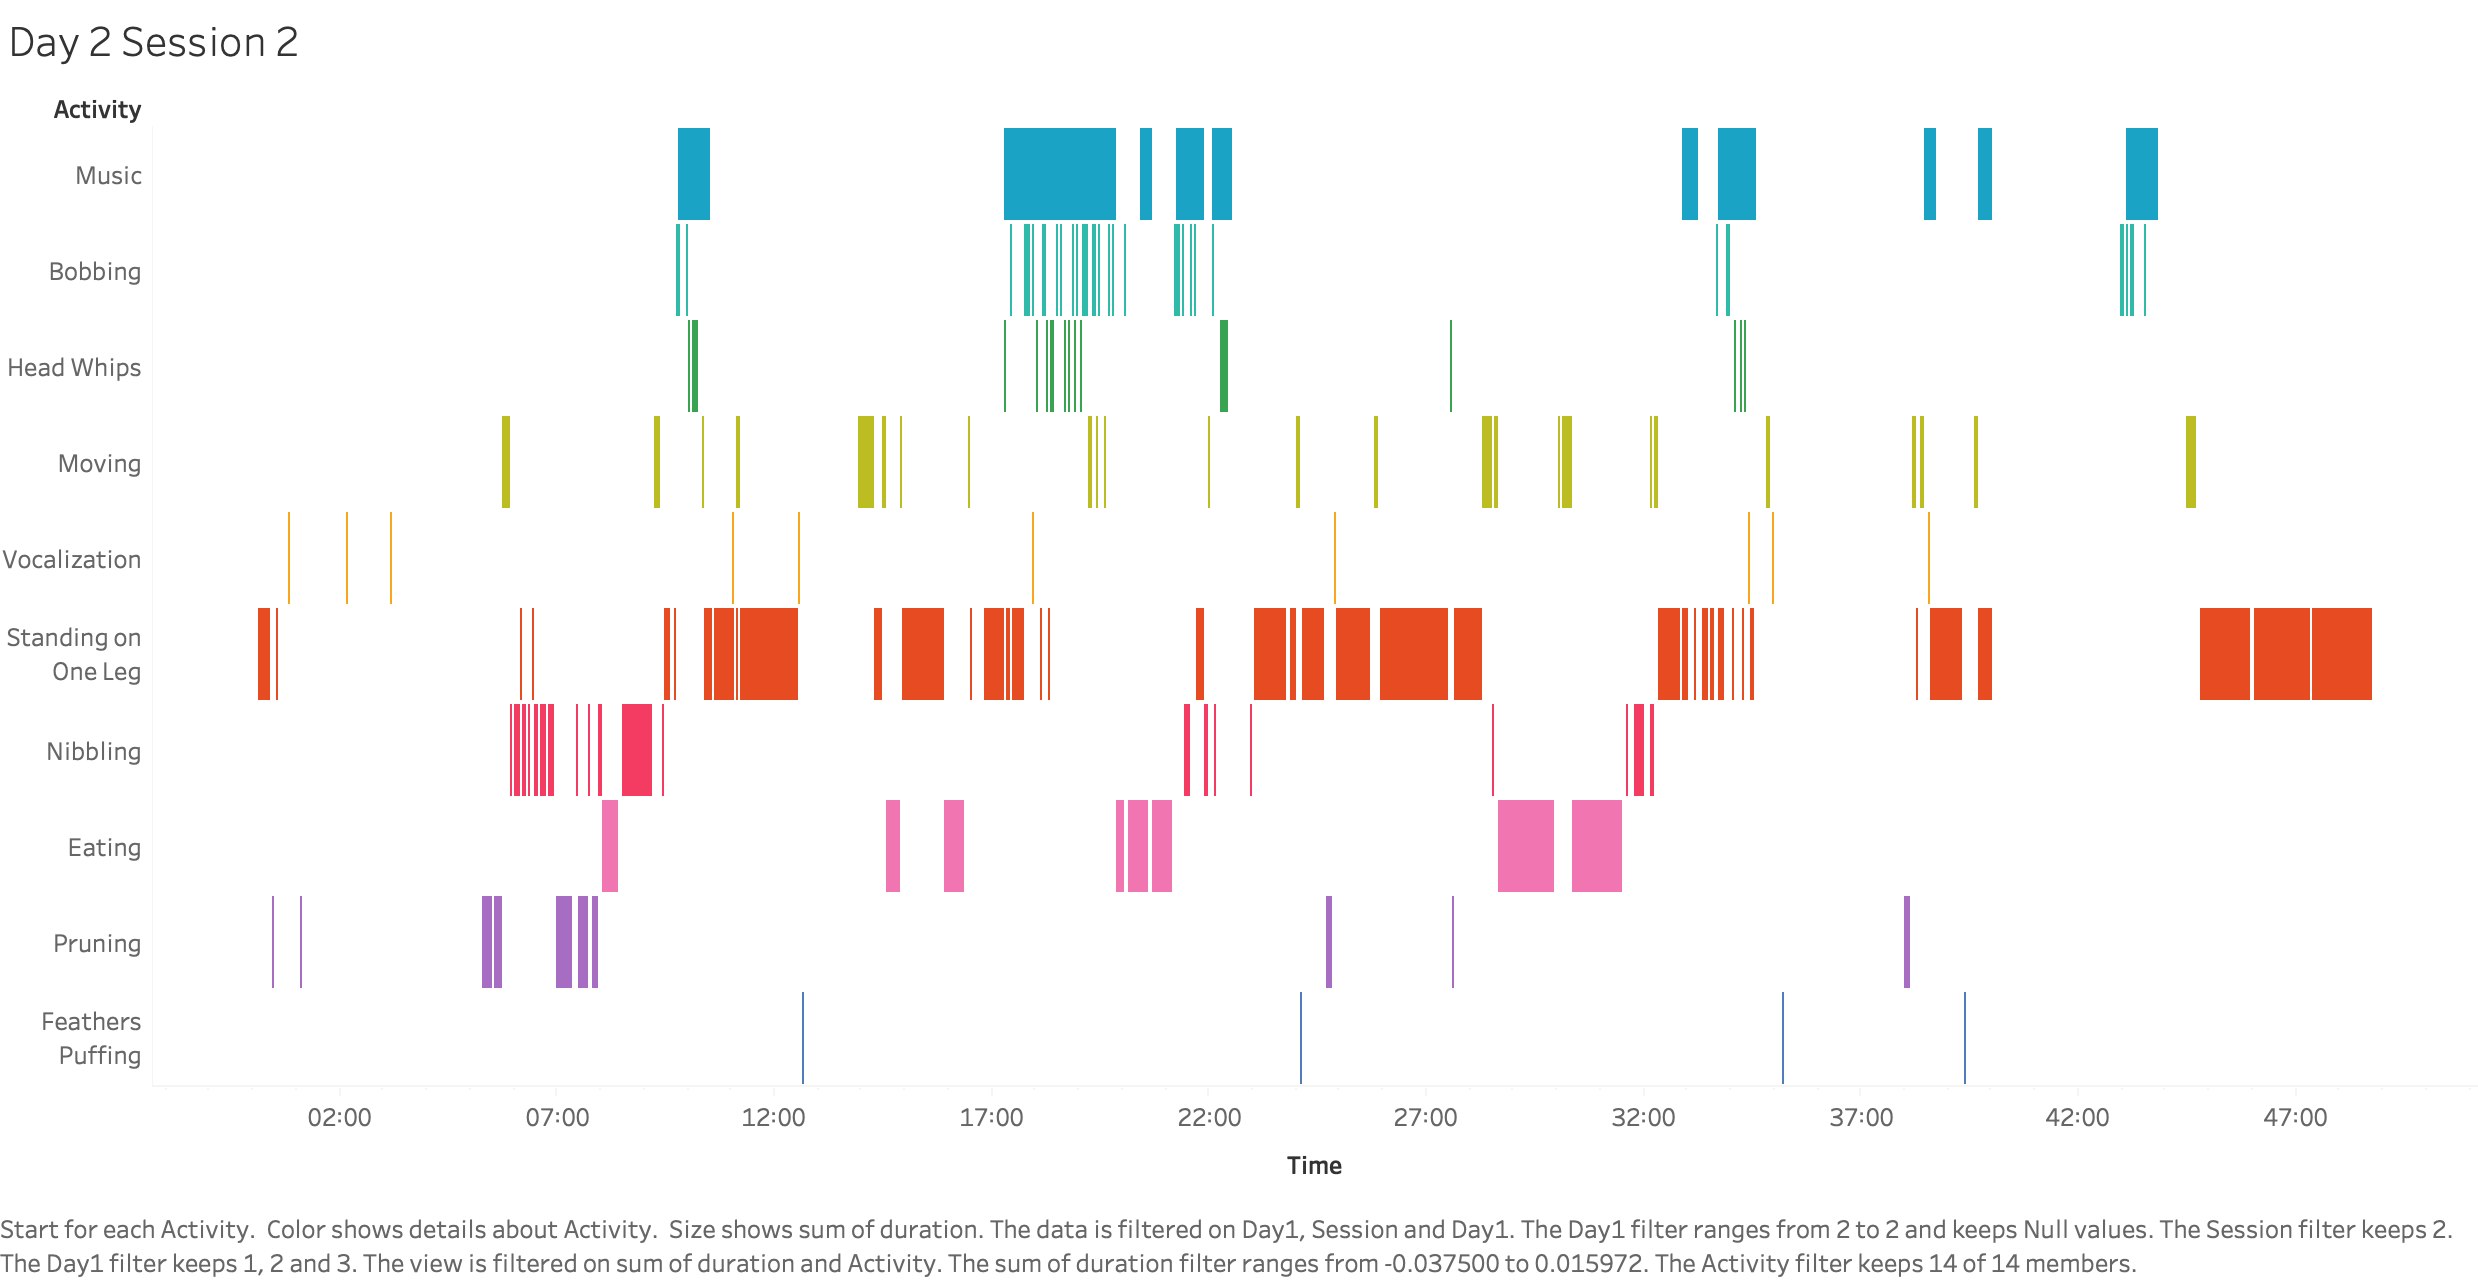 Day 2 Session 2
Activity
Music
Bobbing
Head Whips
Moving
Vocalization
Standing on
One Leg
Nibbling
Eating
Pruning
Feathers
Puffing
02:00 07:00 12:00 17:00 22:00 27:00 32:00 37:00 42:00 47:00
Time
Start for each Activity.  Color shows details about Activity.  Size shows sum of duration. The data is filtered on Day1, Session and Day1. The Day1 filter ranges from 2 to 2 and keeps Null values. The Session filter keeps 2.
The Day1 filter keeps 1, 2 and 3. The view is filtered on sum of duration and Activity. The sum of duration filter ranges from -0.037500 to 0.015972. The Activity filter keeps 14 of 14 members.